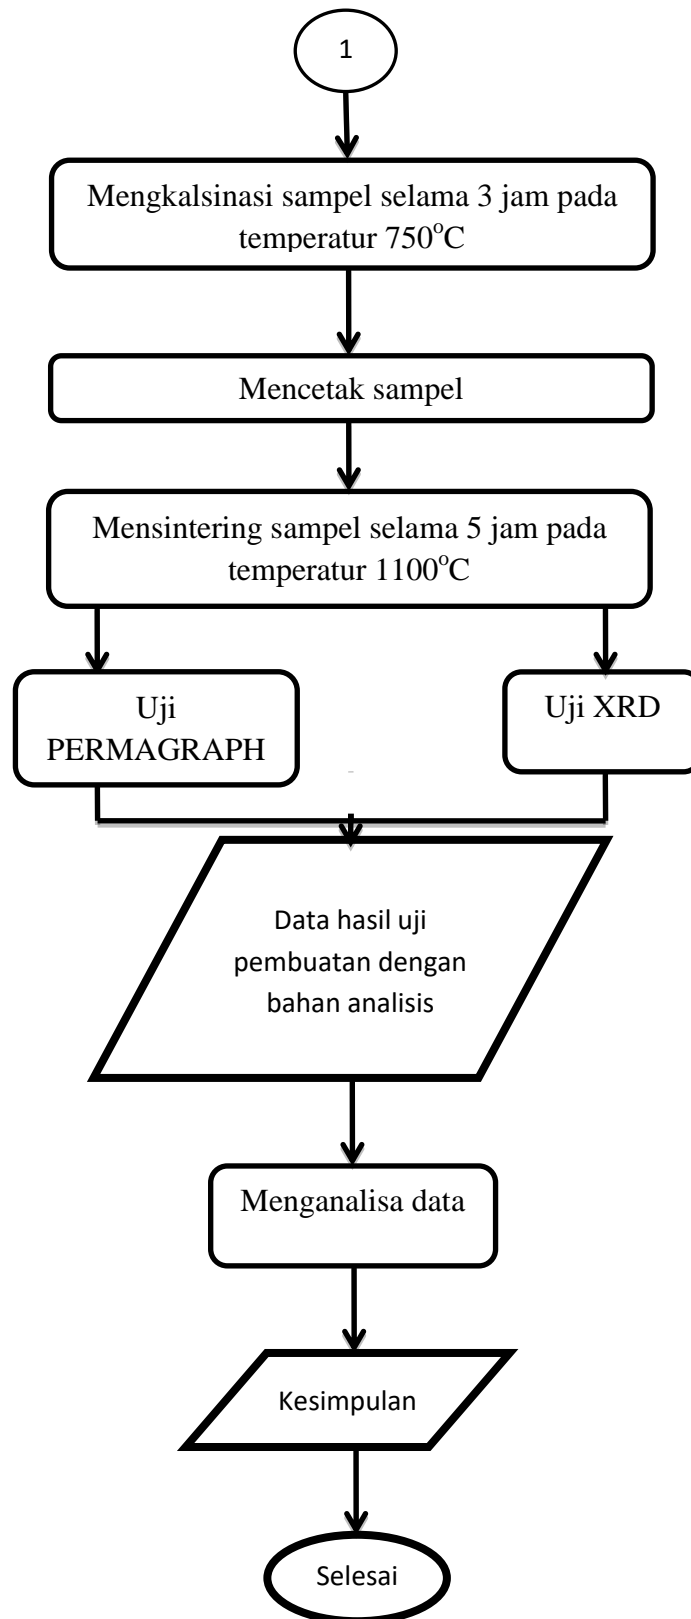 1
Mengkalsinasi sampel selama 3 jam pada
temperatur 750°C
Mencetak sampel
Mensintering sampel selama 5 jam pada
temperatur 1100°C
Uji
PERMAGRAPH
Uji XRD
Data hasil uji
pembuatan dengan
bahan analisis
Menganalisa data
Kesimpulan
Selesai